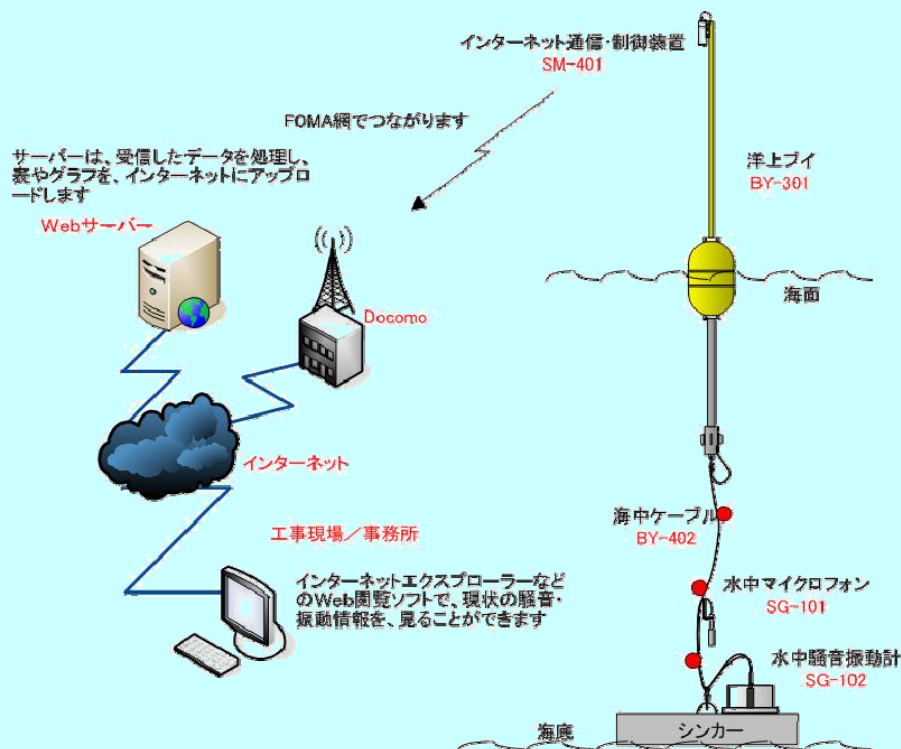 インターネット通信・制御装置
SM-401
FOMA網でつながります
サーバーは、受信したデータを処理し、
表やグラフを、インターネットにアップロ
ードします
Webサーバー
Docomo
インターネット
工事現場／事務所
インターネットエクスプローラーなど
のWeb閲覧ソフトで、現状の騒音・
振動情報を、見ることができます
洋上ブイ
BY-301
海面
海中ケーブル
BY-402
水中マイクロフォン
SG-101
水中騒音振動計
SG-102
シンカー
海底